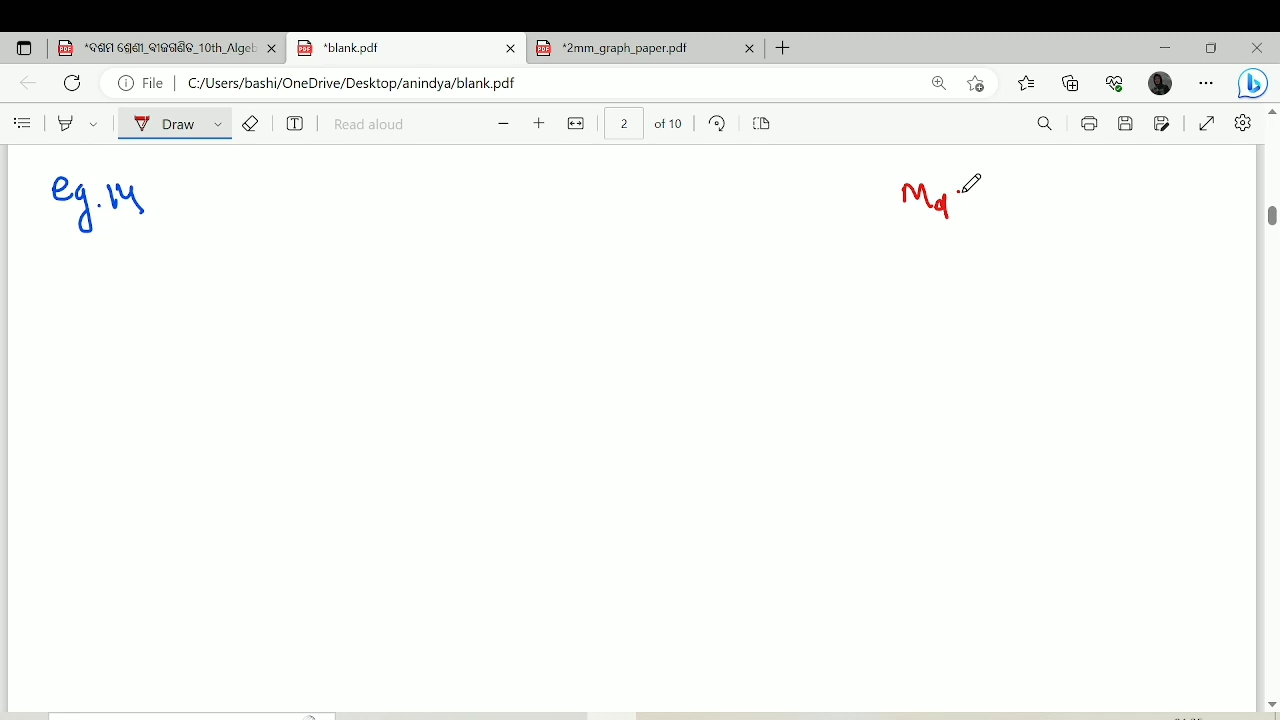 *ଦଶମ ଶ୍ରେଣୀ_ବୀଜଗଣିତ_10th_Algeb
*blank.pdf
*2mm_graph_paper.pdf
File
C:/Users/bashi/OneDrive/Desktop/anindya/blank.pdf
Draw
Read aloud
2 of 10
eg. 14
Md